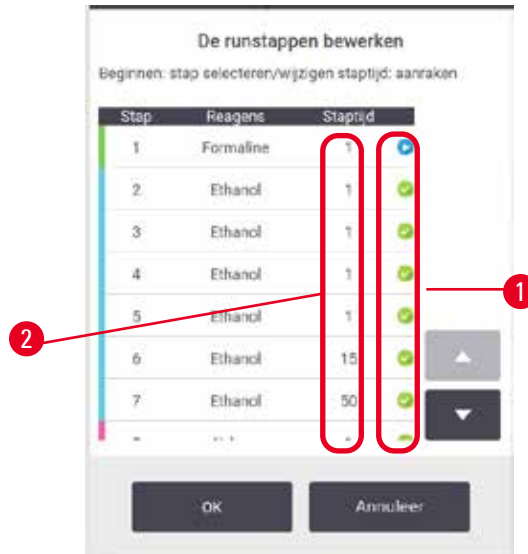 De runstappen bewerken
Beginnen: stap selecteren/wijzigen staptijd: aanraken
Stap Reagens Staptijd
1 Formaline 1
2 Ethanol 1
3 Ethanol 1
4 Ethanol 1
5 Ethanol 1
6 Ethanol 15
7 Ethanol 50
1
2
OK Annuleer